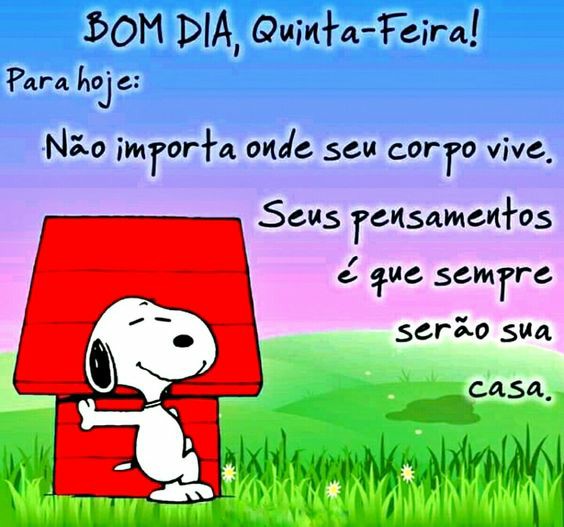 BOM DIA, Quinta-Feira!
Para hoje:
Não importa onde seu corpo vive.
Seus pensamentos
é que sempre
serão sua
casa.